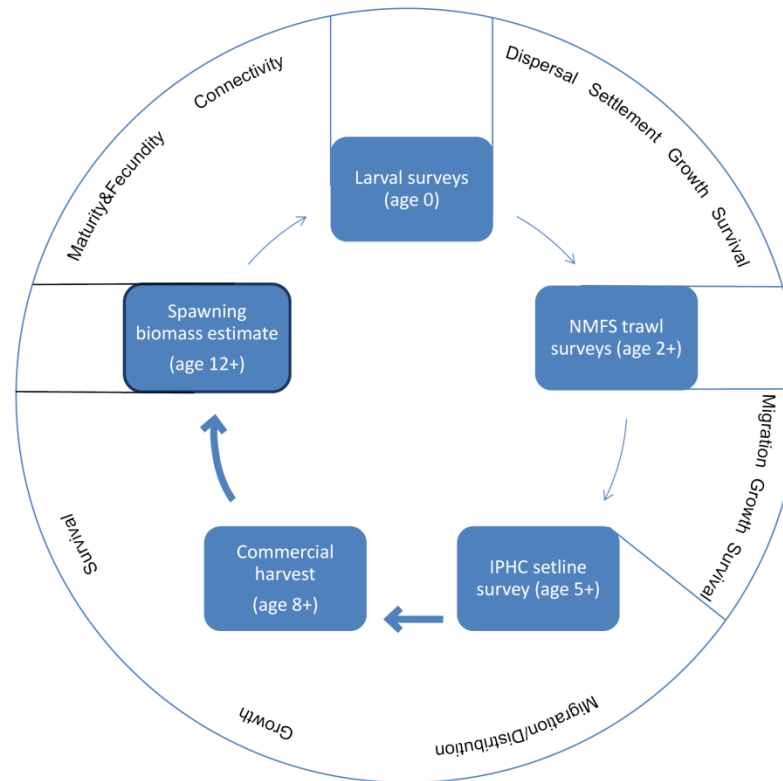 Connectivity
Maturity&Fecundity
Dispersal Settlement Growth Survival
Larval surveys
(age 0)
Spawning
biomass estimate
(age 12+)
NMFS trawl
surveys (age 2+)
Migration Growth Survival
Commercial
harvest
(age 8+)
IPHC setline
survey (age 5+)
Survival
Growth
Migration/Distribution